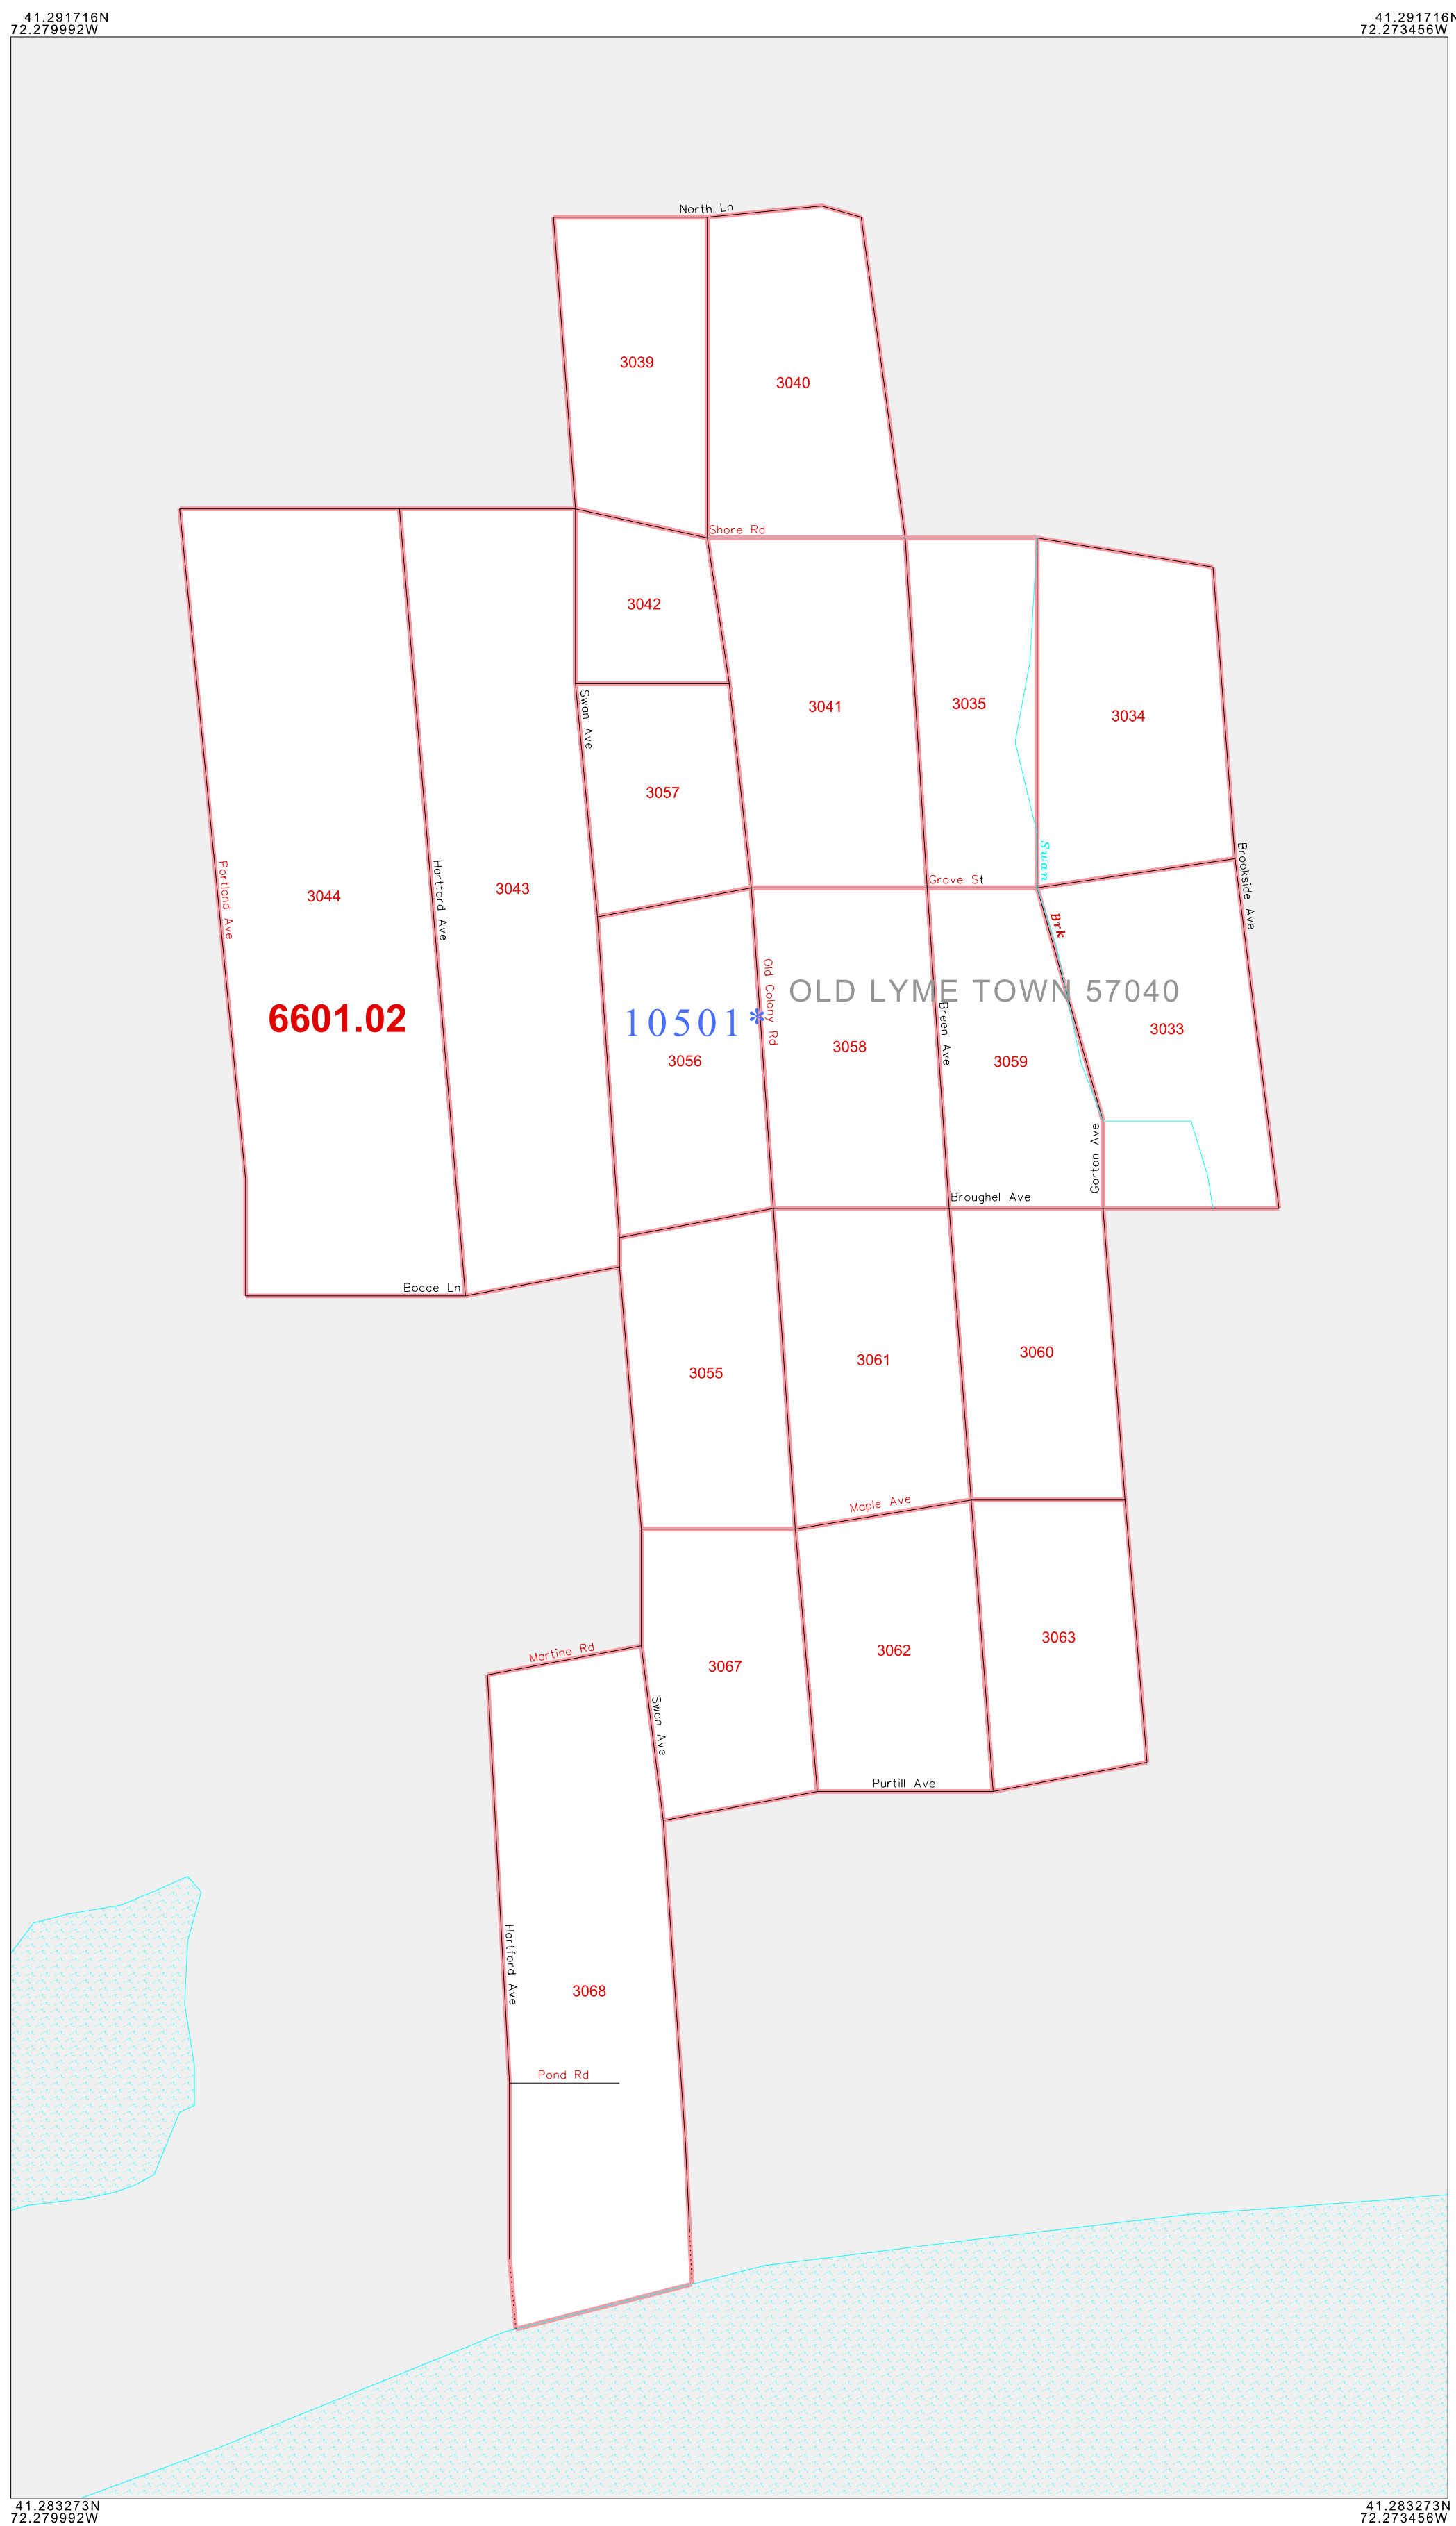 41.291716N
72.279992W
41.291716N
72.273456W
North Ln
3039
3040
Shore Rd
3042
3041
3035
3034
Swan Ave
3057
Swan
Brookside Ave
Portland Ave
Hartford Ave
3044
3043
Grove St
Brk
Old Colony Rd
OLD LYME TOWN 57040
6601.02
10501*
Breen Ave
3033
3056
3058
3059
Gorton Ave
Broughel Ave
Bocce Ln
3055
3061
3060
Maple Ave
Martino Rd
3067
3062
3063
Swan Ave
Purtill Ave
Hartford Ave
3068
Pond Rd
41.283273N
72.279992W
41.283273N
72.273456W